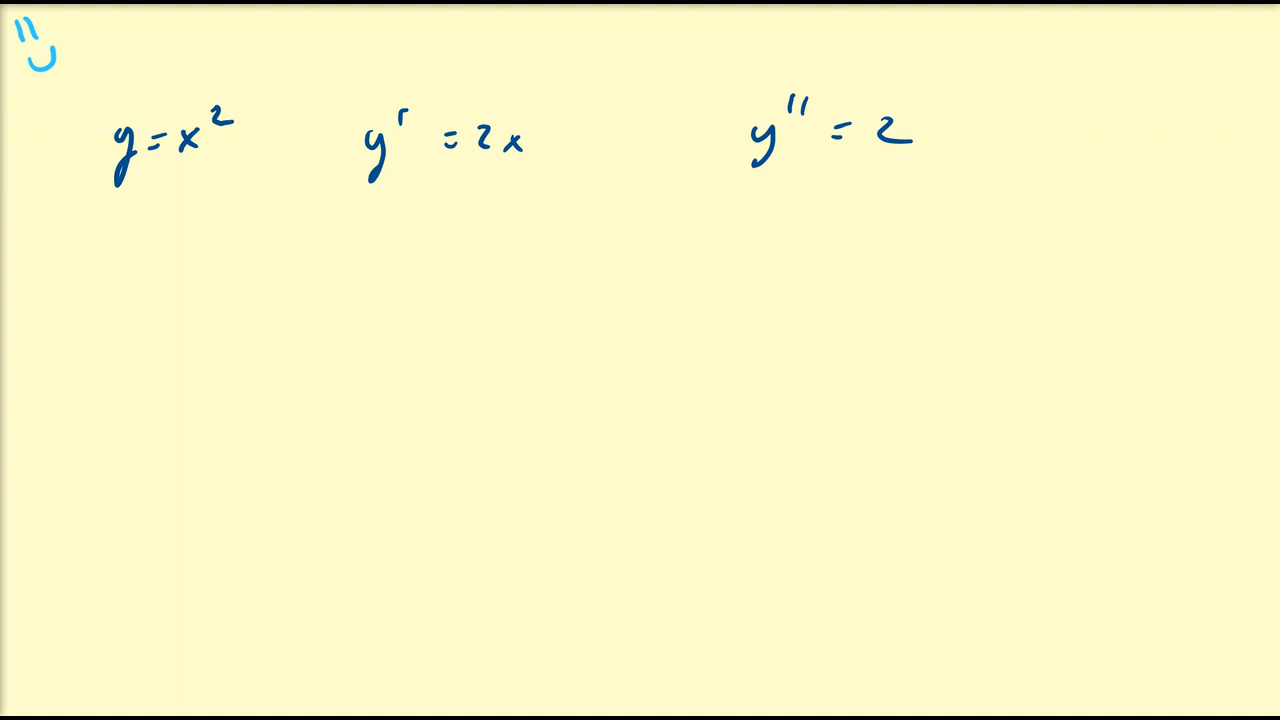 y = x² y' = 2x y'' = 2